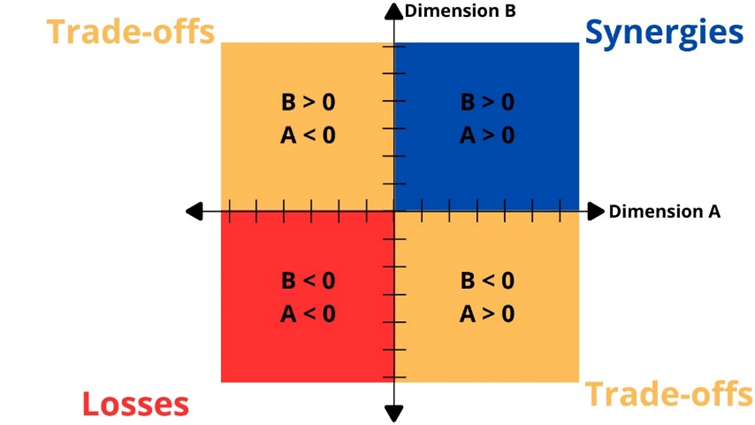 Dimension B
Trade-offs
Synergies
B > 0
A < 0
B > 0
A > 0
Dimension A
B < 0
A < 0
B < 0
A > 0
Losses
Trade-offs